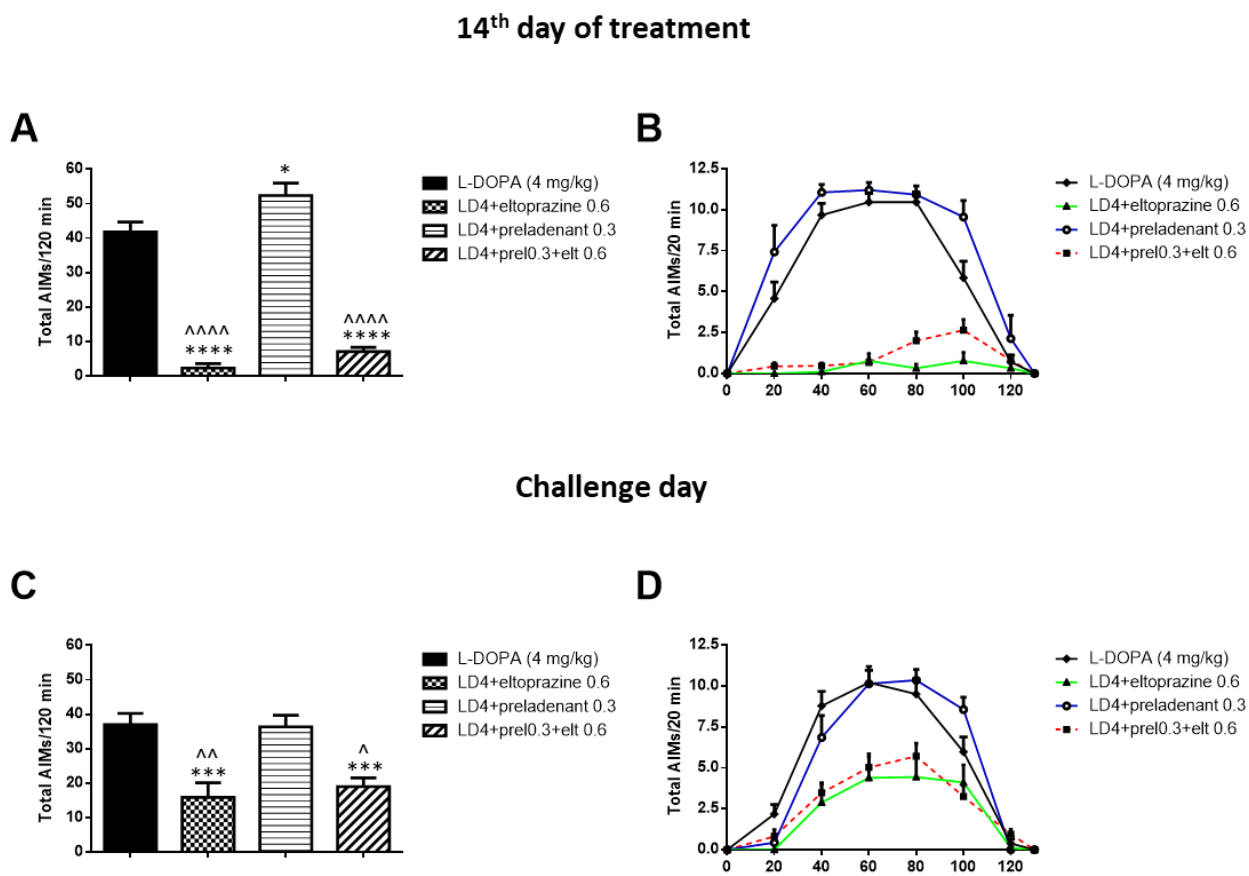 14th day of treatment
A
Total AIMs/120 min
60
50
40
30
20
10
0
^^^^
****
*
^^^^
****
L-DOPA (4 mg/kg)
LD4+eltoprazine 0.6
LD4+preladenant 0.3
LD4+prel0.3+elt 0.6
B
Total AIMs/20 min
12.5
10.0
7.5
5.0
2.5
0.0
0 20 40 60 80 100 120
L-DOPA (4 mg/kg)
LD4+eltoprazine 0.6
LD4+preladenant 0.3
LD4+prel0.3+elt 0.6
Challenge day
C
Total AIMs/120 min
60
50
40
30
20
10
0
^^
***
^
***
L-DOPA (4 mg/kg)
LD4+eltoprazine 0.6
LD4+preladenant 0.3
LD4+prel0.3+elt 0.6
D
Total AIMs/20 min
12.5
10.0
7.5
5.0
2.5
0.0
0 20 40 60 80 100 120
L-DOPA (4 mg/kg)
LD4+eltoprazine 0.6
LD4+preladenant 0.3
LD4+prel0.3+elt 0.6